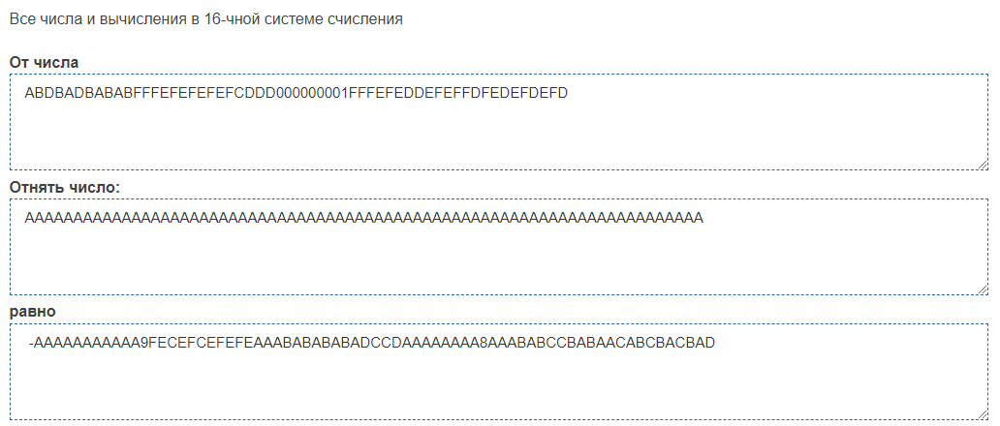 Все числа и вычисления в 16-чной системе счисления
От числа
ABDBADBABABFFFEFEFEFEFCDDD000000001FFFEFEDDEFEFFDFEDEFDEFD
Отнять число:
AAAAAAAAAAAAAAAAAAAAAAAAAAAAAAAAAAAAAAAAAAAAAAAAAAAAAAAAAAAAAAAAAAAAAA
равно
-AAAAAAAAAAA9FECEFCEFEFEAAABABABABADCCDAAAAAAAA8AAABABCCBABAACABCBACBAD